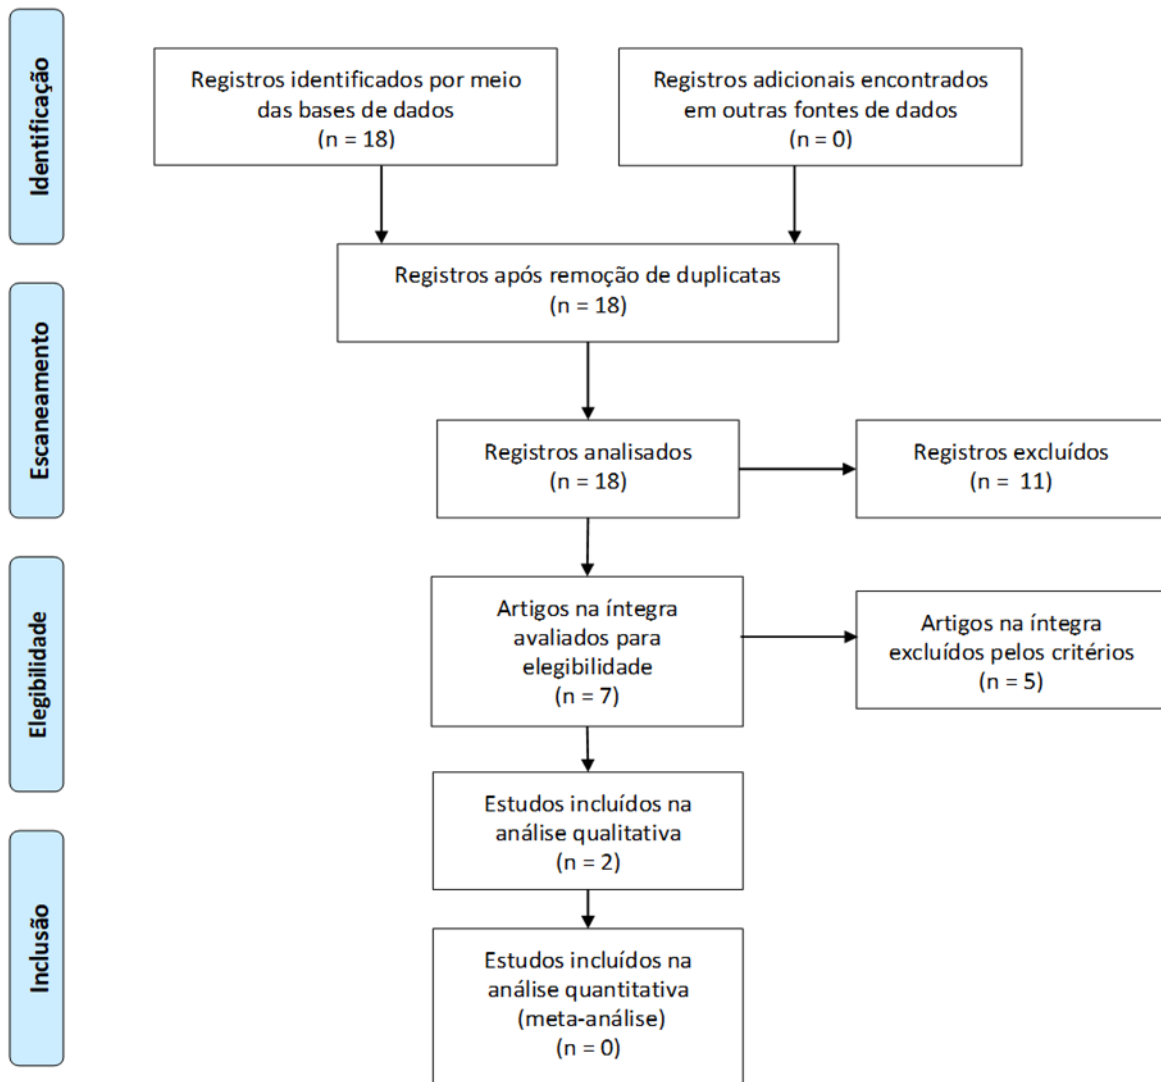 Identificação
Registros identificados por meio
das bases de dados
(n = 18)
Registros adicionais encontrados
em outras fontes de dados
(n = 0)
Registros após remoção de duplicatas
(n = 18)
Escaneamento
Registros analisados
(n = 18)
Registros excluídos
(n =  11)
Elegibilidade
Artigos na íntegra
avaliados para
elegibilidade
(n = 7)
Artigos na íntegra
excluídos pelos critérios
(n = 5)
Estudos incluídos na
análise qualitativa
(n = 2)
Inclusão
Estudos incluídos na
análise quantitativa
(meta-análise)
(n = 0)